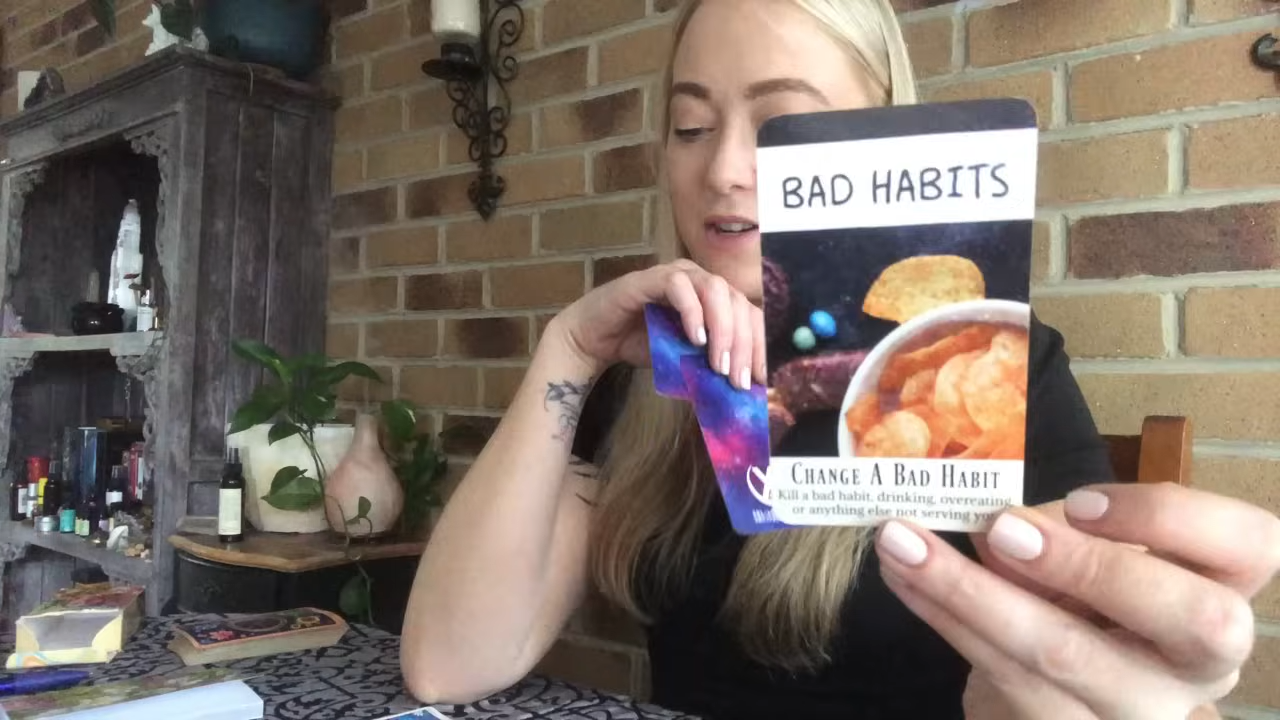 BAD HABITS
CHANGE A BAD HABIT
Kill a bad habit, drinking, overeating
or anything else not serving